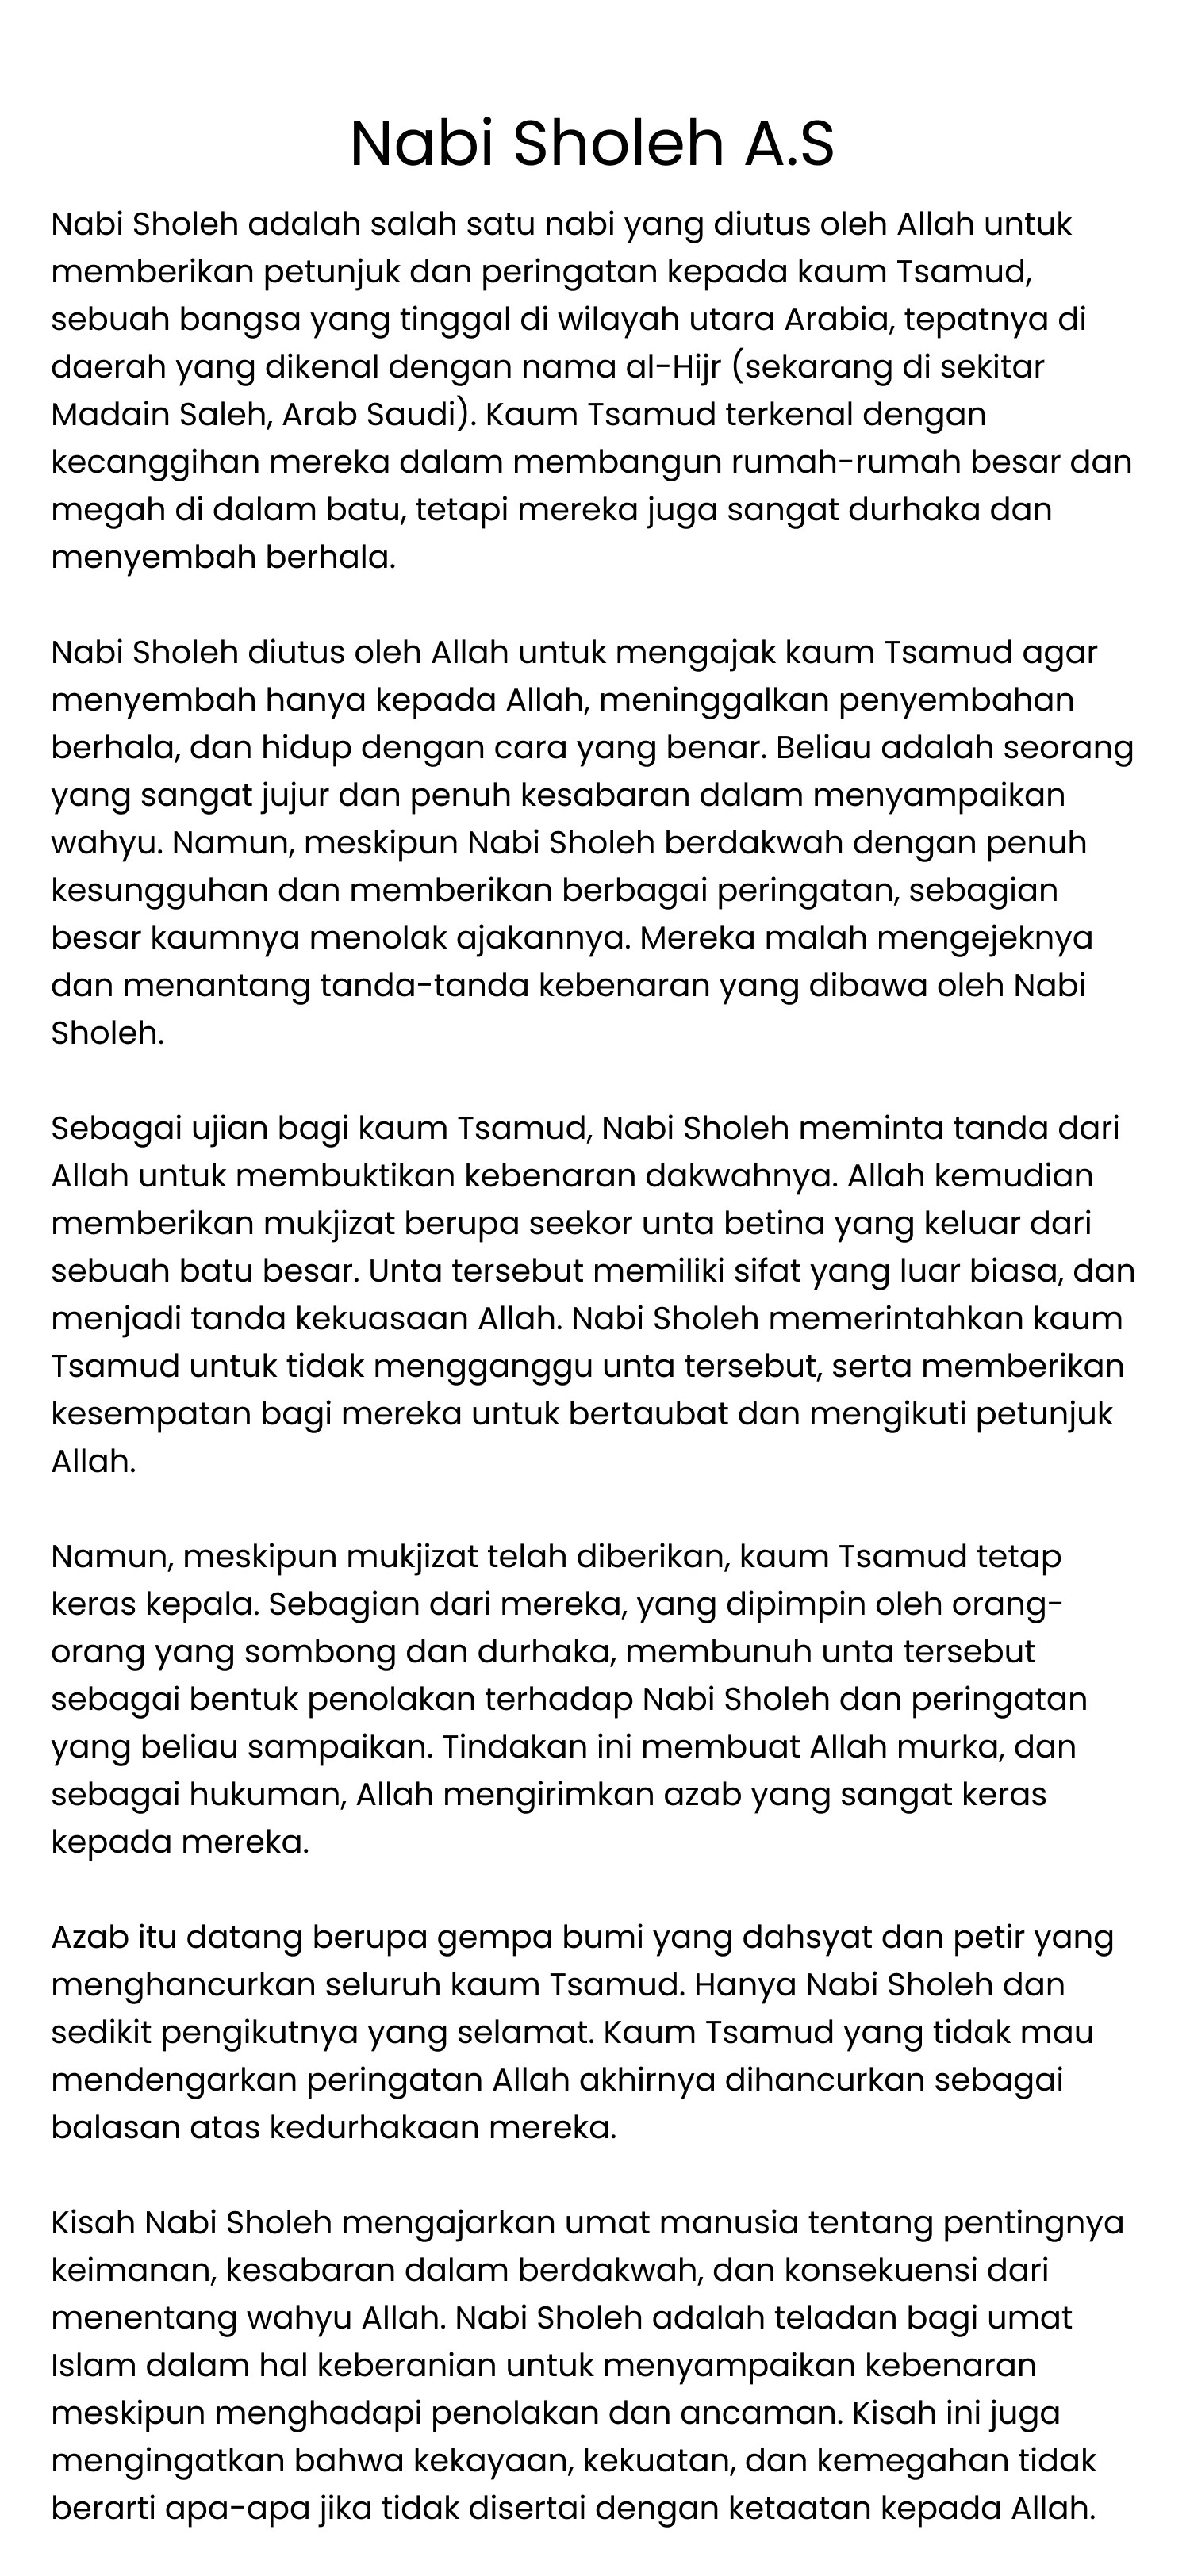 Nabi Sholeh A.S
Nabi Sholeh adalah salah satu nabi yang diutus oleh Allah untuk
memberikan petunjuk dan peringatan kepada kaum Tsamud,
sebuah bangsa yang tinggal di wilayah utara Arabia, tepatnya di
daerah yang dikenal dengan nama al-Hijr (sekarang di sekitar
Madain Saleh, Arab Saudi). Kaum Tsamud terkenal dengan
kecanggihan mereka dalam membangun rumah-rumah besar dan
megah di dalam batu, tetapi mereka juga sangat durhaka dan
menyembah berhala.
Nabi Sholeh diutus oleh Allah untuk mengajak kaum Tsamud agar
menyembah hanya kepada Allah, meninggalkan penyembahan
berhala, dan hidup dengan cara yang benar. Beliau adalah seorang
yang sangat jujur dan penuh kesabaran dalam menyampaikan
wahyu. Namun, meskipun Nabi Sholeh berdakwah dengan penuh
kesungguhan dan memberikan berbagai peringatan, sebagian
besar kaumnya menolak ajakannya. Mereka malah mengejeknya
dan menantang tanda-tanda kebenaran yang dibawa oleh Nabi
Sholeh.
Sebagai ujian bagi kaum Tsamud, Nabi Sholeh meminta tanda dari
Allah untuk membuktikan kebenaran dakwahnya. Allah kemudian
memberikan mukjizat berupa seekor unta betina yang keluar dari
sebuah batu besar. Unta tersebut memiliki sifat yang luar biasa, dan
menjadi tanda kekuasaan Allah. Nabi Sholeh memerintahkan kaum
Tsamud untuk tidak mengganggu unta tersebut, serta memberikan
kesempatan bagi mereka untuk bertaubat dan mengikuti petunjuk
Allah.
Namun, meskipun mukjizat telah diberikan, kaum Tsamud tetap
keras kepala. Sebagian dari mereka, yang dipimpin oleh orang-
orang yang sombong dan durhaka, membunuh unta tersebut
sebagai bentuk penolakan terhadap Nabi Sholeh dan peringatan
yang beliau sampaikan. Tindakan ini membuat Allah murka, dan
sebagai hukuman, Allah mengirimkan azab yang sangat keras
kepada mereka.
Azab itu datang berupa gempa bumi yang dahsyat dan petir yang
menghancurkan seluruh kaum Tsamud. Hanya Nabi Sholeh dan
sedikit pengikutnya yang selamat. Kaum Tsamud yang tidak mau
mendengarkan peringatan Allah akhirnya dihancurkan sebagai
balasan atas kedurhakaan mereka.
Kisah Nabi Sholeh mengajarkan umat manusia tentang pentingnya
keimanan, kesabaran dalam berdakwah, dan konsekuensi dari
menentang wahyu Allah. Nabi Sholeh adalah teladan bagi umat
Islam dalam hal keberanian untuk menyampaikan kebenaran
meskipun menghadapi penolakan dan ancaman. Kisah ini juga
mengingatkan bahwa kekayaan, kekuatan, dan kemegahan tidak
berarti apa-apa jika tidak disertai dengan ketaatan kepada Allah.